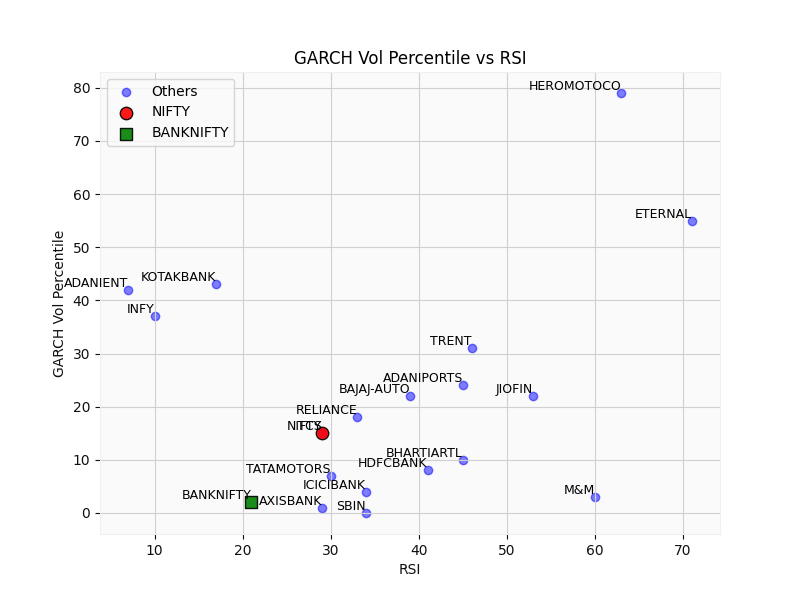 GARCH Vol Percentile vs RSI
Others
NIFTY
BANKNIFTY
GARCH Vol Percentile
80
70
60
50
40
30
20
10
0
HEROMOTOCO
ETERNAL
KOTAKBANK
ADANIENT
INFY
TRENT
ADANIPORTS
BAJAJ-AUTO
JIOFIN
RELIANCE
NIFTY
TCS
BHARTIARTL
HDFCBANK
TATAMOTORS
ICICIBANK
M&M
BANKNIFTY
AXISBANK
SBIN
10
20
30
40
50
60
70
RSI